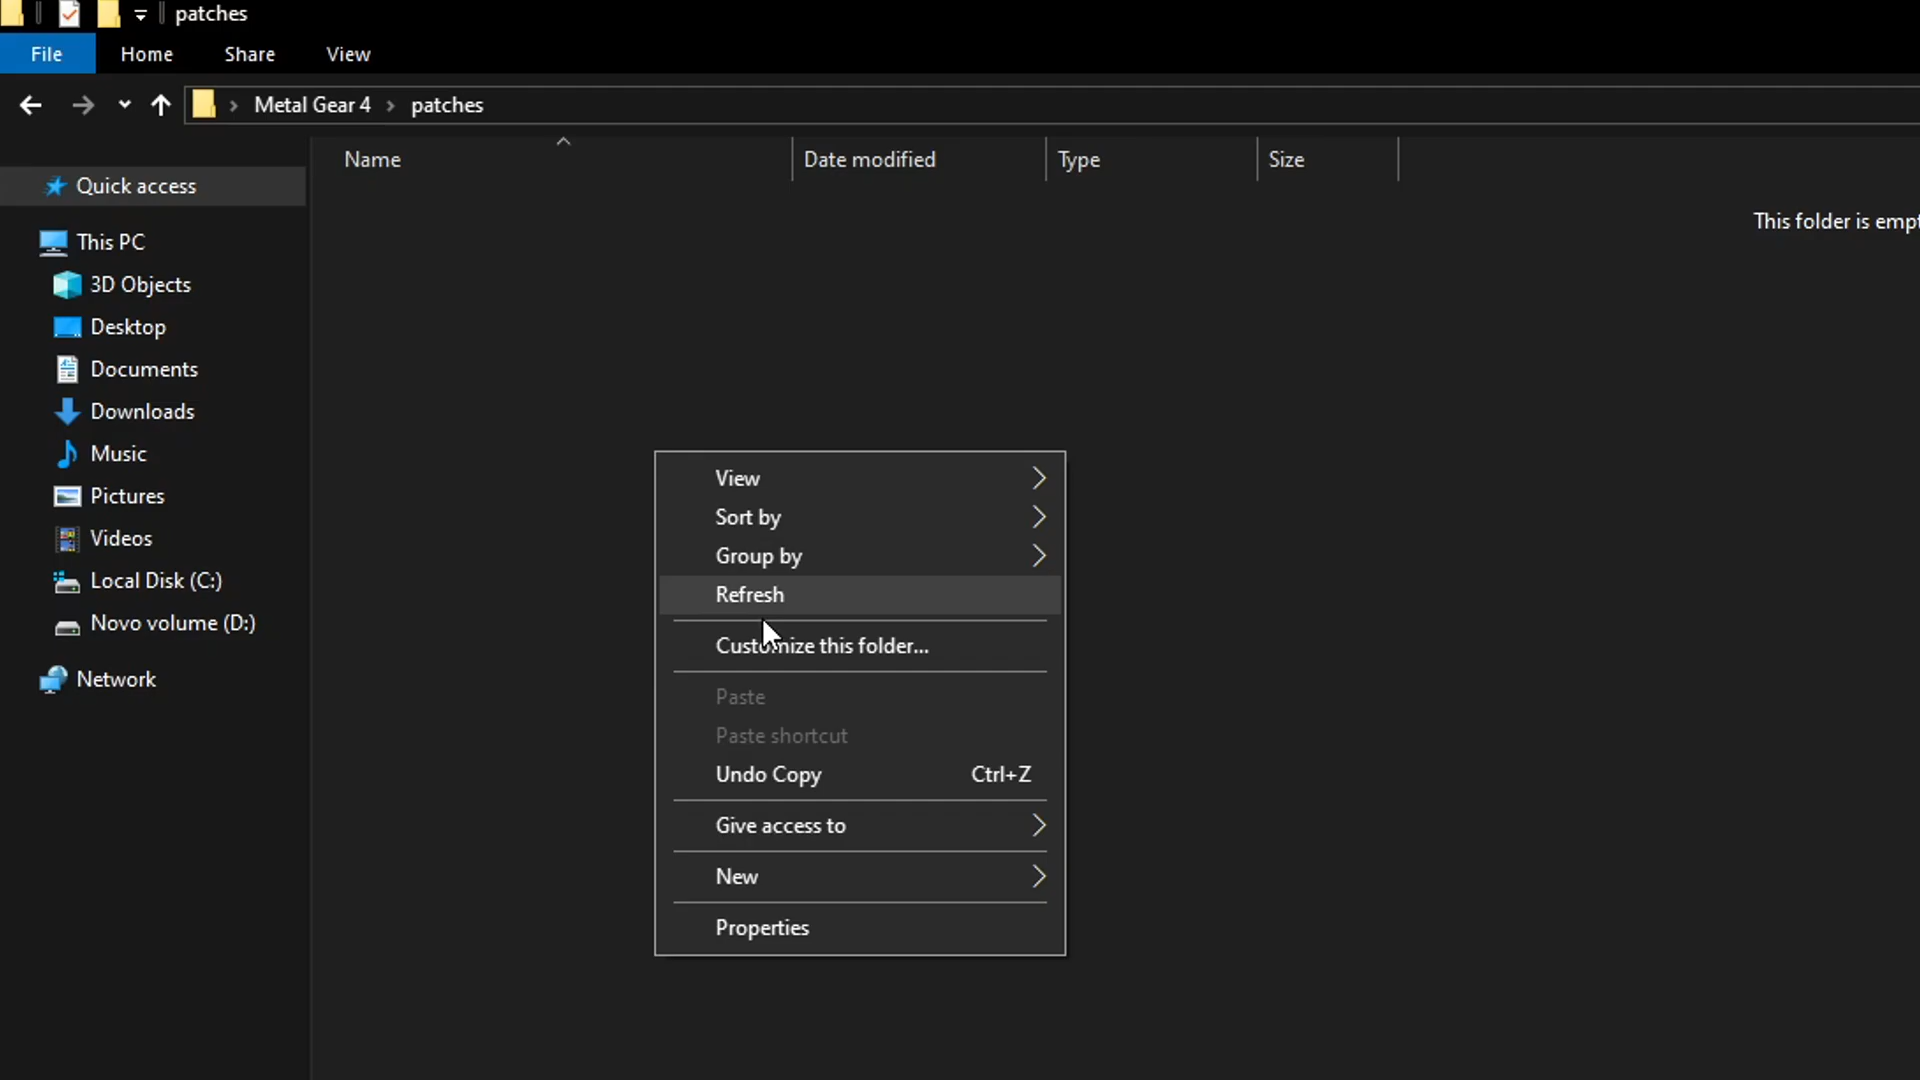 patches
File Home Share View
Metal Gear 4 patches
Name Date modified Type Size
Quick access
This folder is empt
This PC
3D Objects
Desktop
Documents
Downloads
Music
Pictures
Videos
Local Disk (C:)
Novo volume (D:)
Network
View
Sort by
Group by
Refresh
Customize this folder...
Paste
Paste shortcut
Undo Copy Ctrl+Z
Give access to
New
Properties